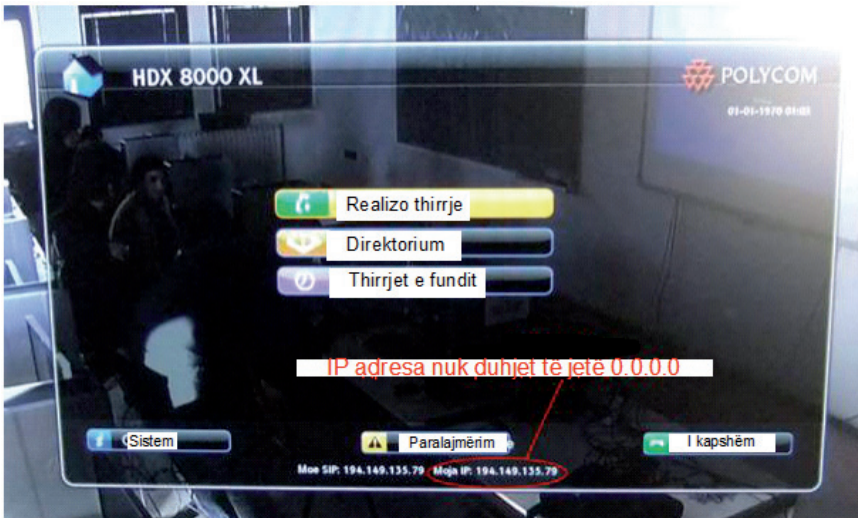 HDX 8000 XL
POLYCOM
01-01-1970 01:03
Realizo thirrje
Direktorium
Thirrjet e fundit
IP adresa nuk duhjet të jetë 0.0.0.0
Sistem
Paralajmërim
I kapshëm
Moe SIP: 194.149.135.79 Moja IP: 194.149.135.79